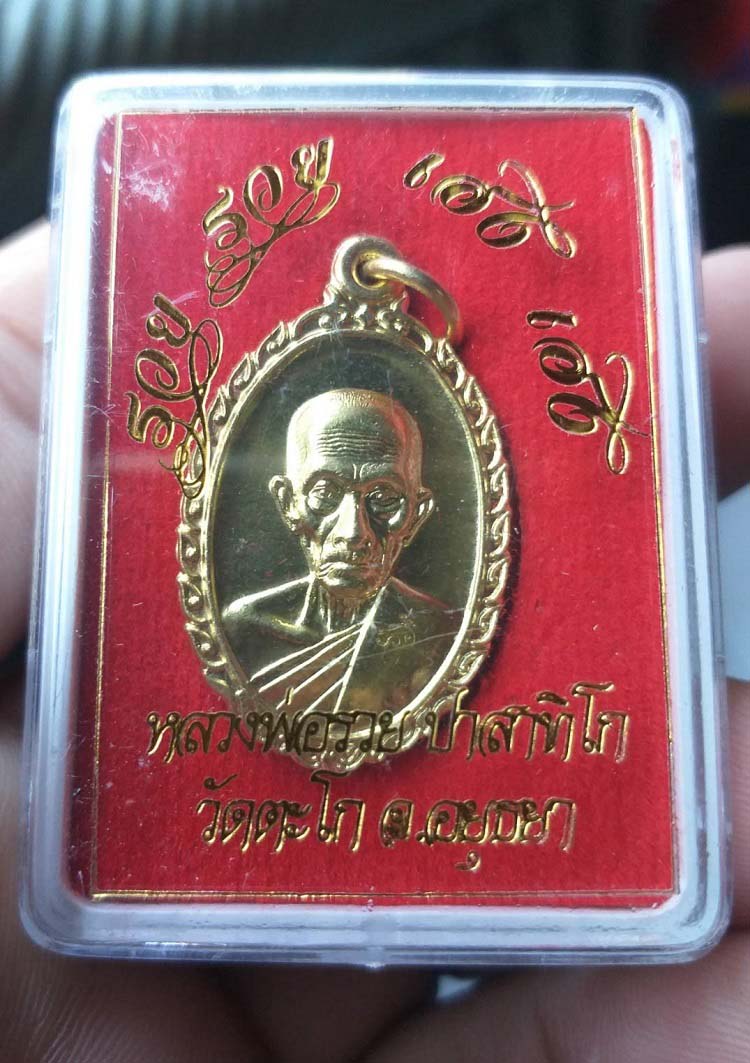 รวย รวย เฮง เฮง
หลวงพ่อรวย ปาสาทิโก
วัดตะโก จ.อยุธยา